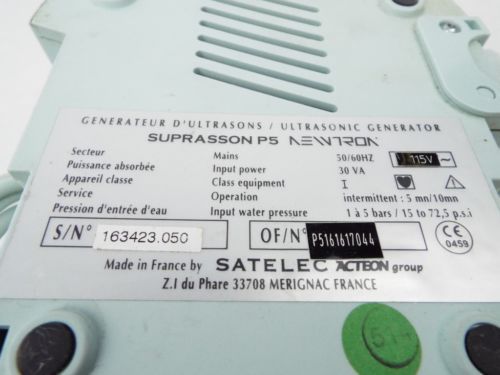 GENERATEUR D'ULTRASONS / ULTRASONIC GENERATOR
SUPRASSON P5 NEWTRON
Secteur Mains 50/60HZ 115V ~
Puissance absorbée Input power 30 VA
Appareil classe Class equipment I
Service Operation intermittent : 5 mn/10mn
Pression d'entrée d'eau Input water pressure 1 à 5 bars / 15 to 72,5 p.s.i
S/N° 163423.050 OF/N° P5161617044 CE 0459
Made in France by SATELEC ACTEON group
Z.I du Phare 33708 MERIGNAC FRANCE